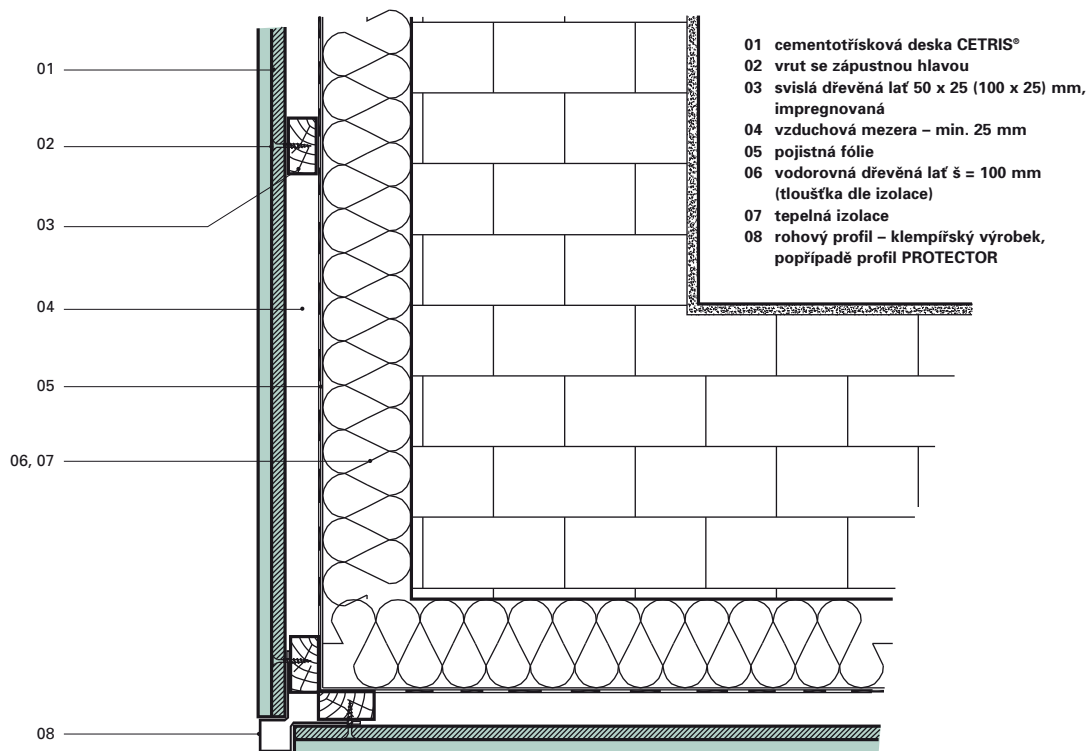 01 cementotřísková deska CETRIS®
02 vrut se zápustnou hlavou
03 svislá dřevěná lať 50 x 25 (100 x 25) mm,
impregnovaná
04 vzduchová mezera – min. 25 mm
05 pojistná fólie
06 vodorovná dřevěná lať š = 100 mm
(tloušťka dle izolace)
07 tepelná izolace
08 rohový profil – klempířský výrobek,
popřípadě profil PROTECTOR
01
02
03
04
05
06, 07
08